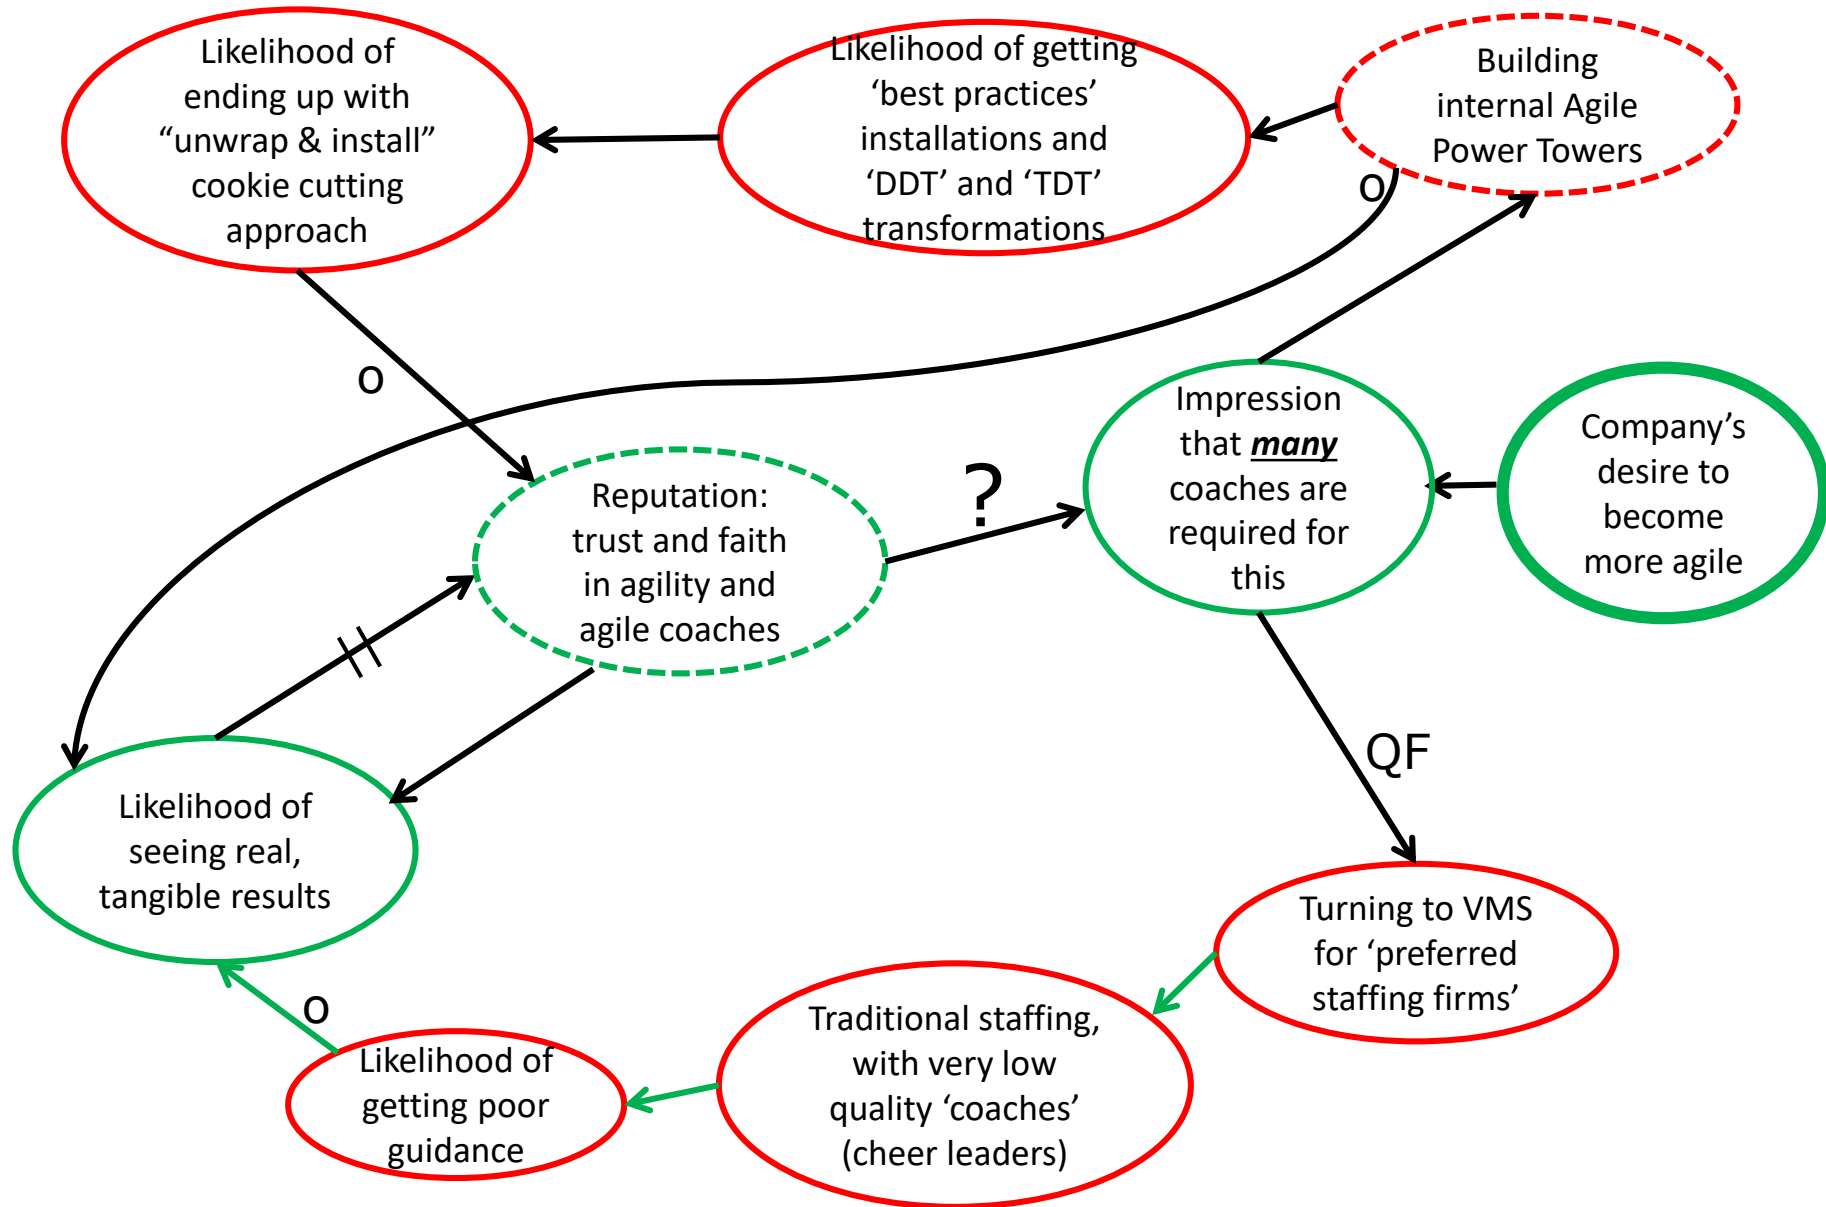 Likelihood of
ending up with
“unwrap & install”
cookie cutting
approach
Likelihood of getting
‘best practices’
installations and
‘DDT’ and ‘TDT’
transformations
Building
internal Agile
Power Towers
o
o
Impression
that many
coaches are
required for
this
Company’s
desire to
become
more agile
Reputation:
trust and faith
in agility and
agile coaches
?
QF
Likelihood of
seeing real,
tangible results
Turning to VMS
for ‘preferred
staffing firms’
Traditional staffing,
with very low
quality ‘coaches’
(cheer leaders)
o
Likelihood of
getting poor
guidance